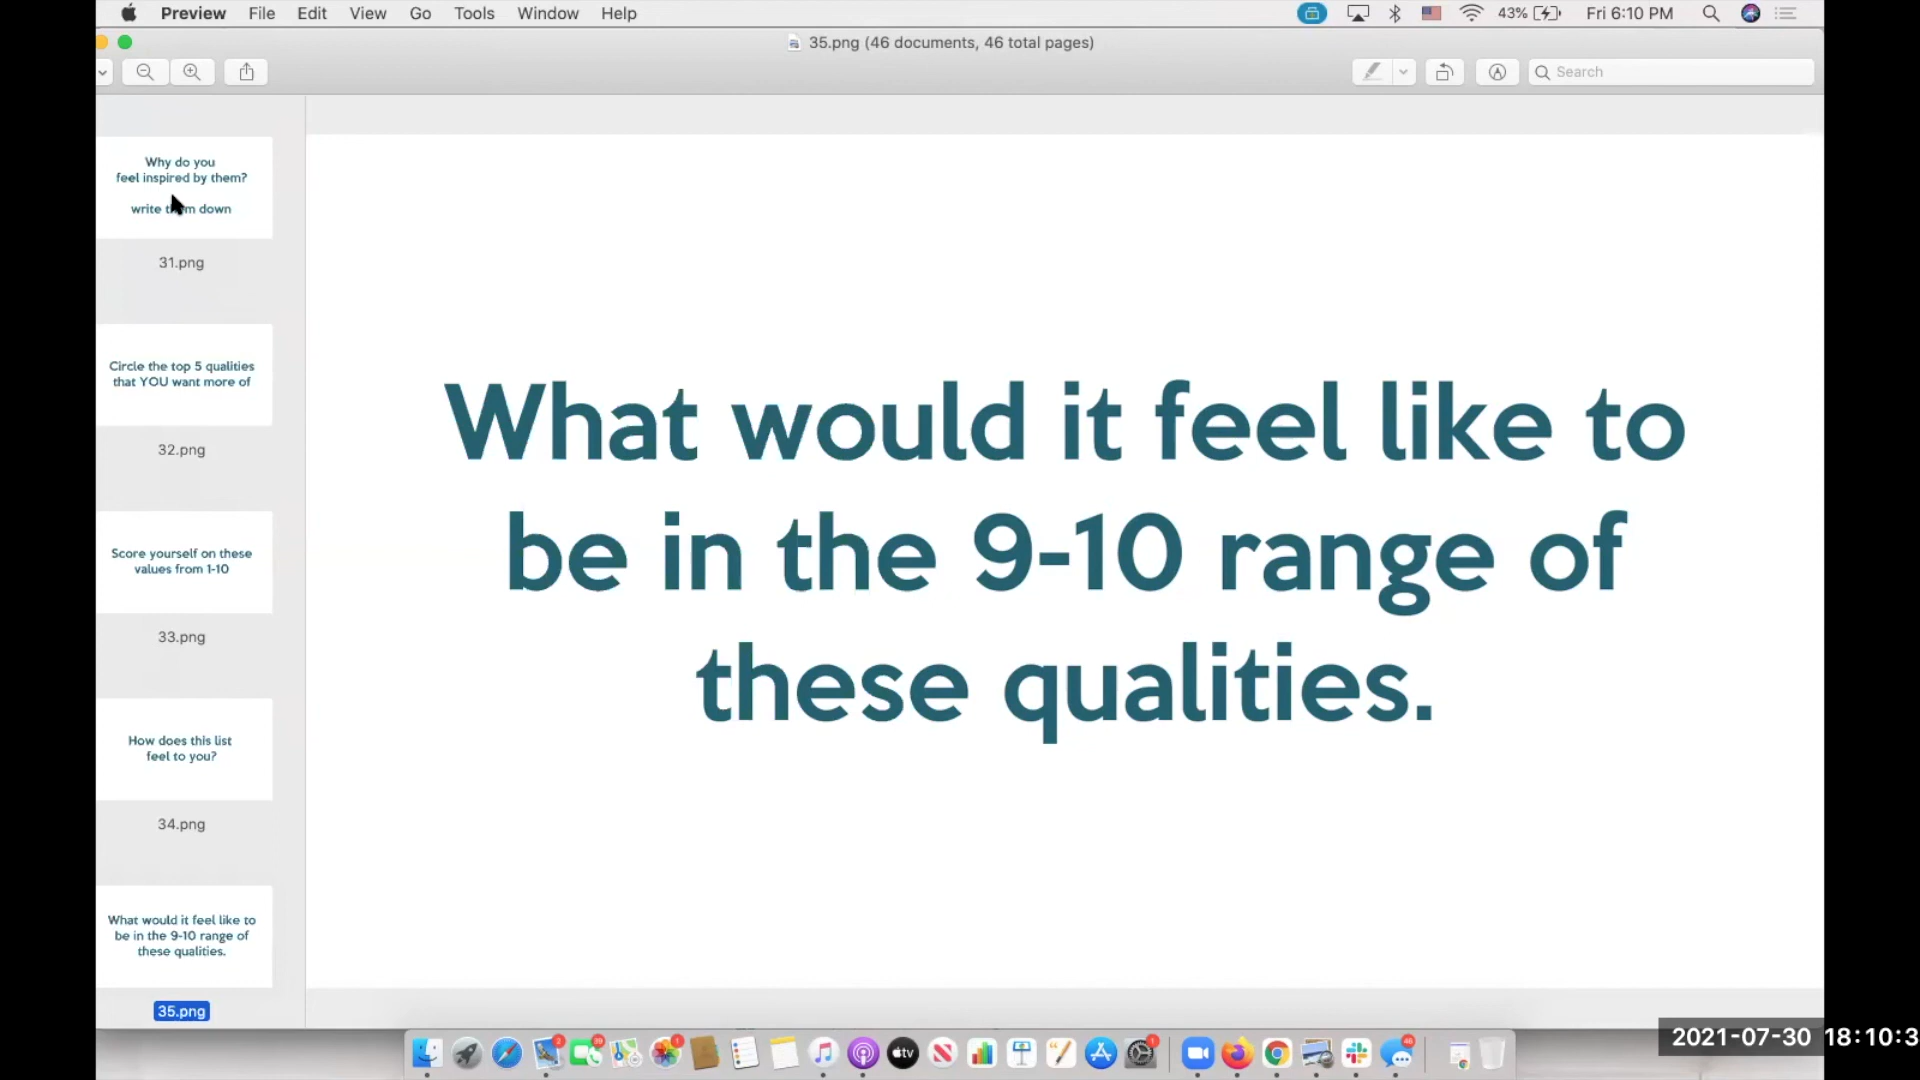 Preview File Edit View Go Tools Window Help
43% Fri 6:10 PM
35.png (46 documents, 46 total pages)
Search
Why do you
feel inspired by them?
write them down
31.png
Circle the top 5 qualities
that YOU want more of
32.png
Score yourself on these
values from 1-10
33.png
How does this list
feel to you?
34.png
What would it feel like to
be in the 9-10 range of
these qualities.
35.png
What would it feel like to
be in the 9-10 range of
these qualities.
tv
2021-07-30 18:10:3